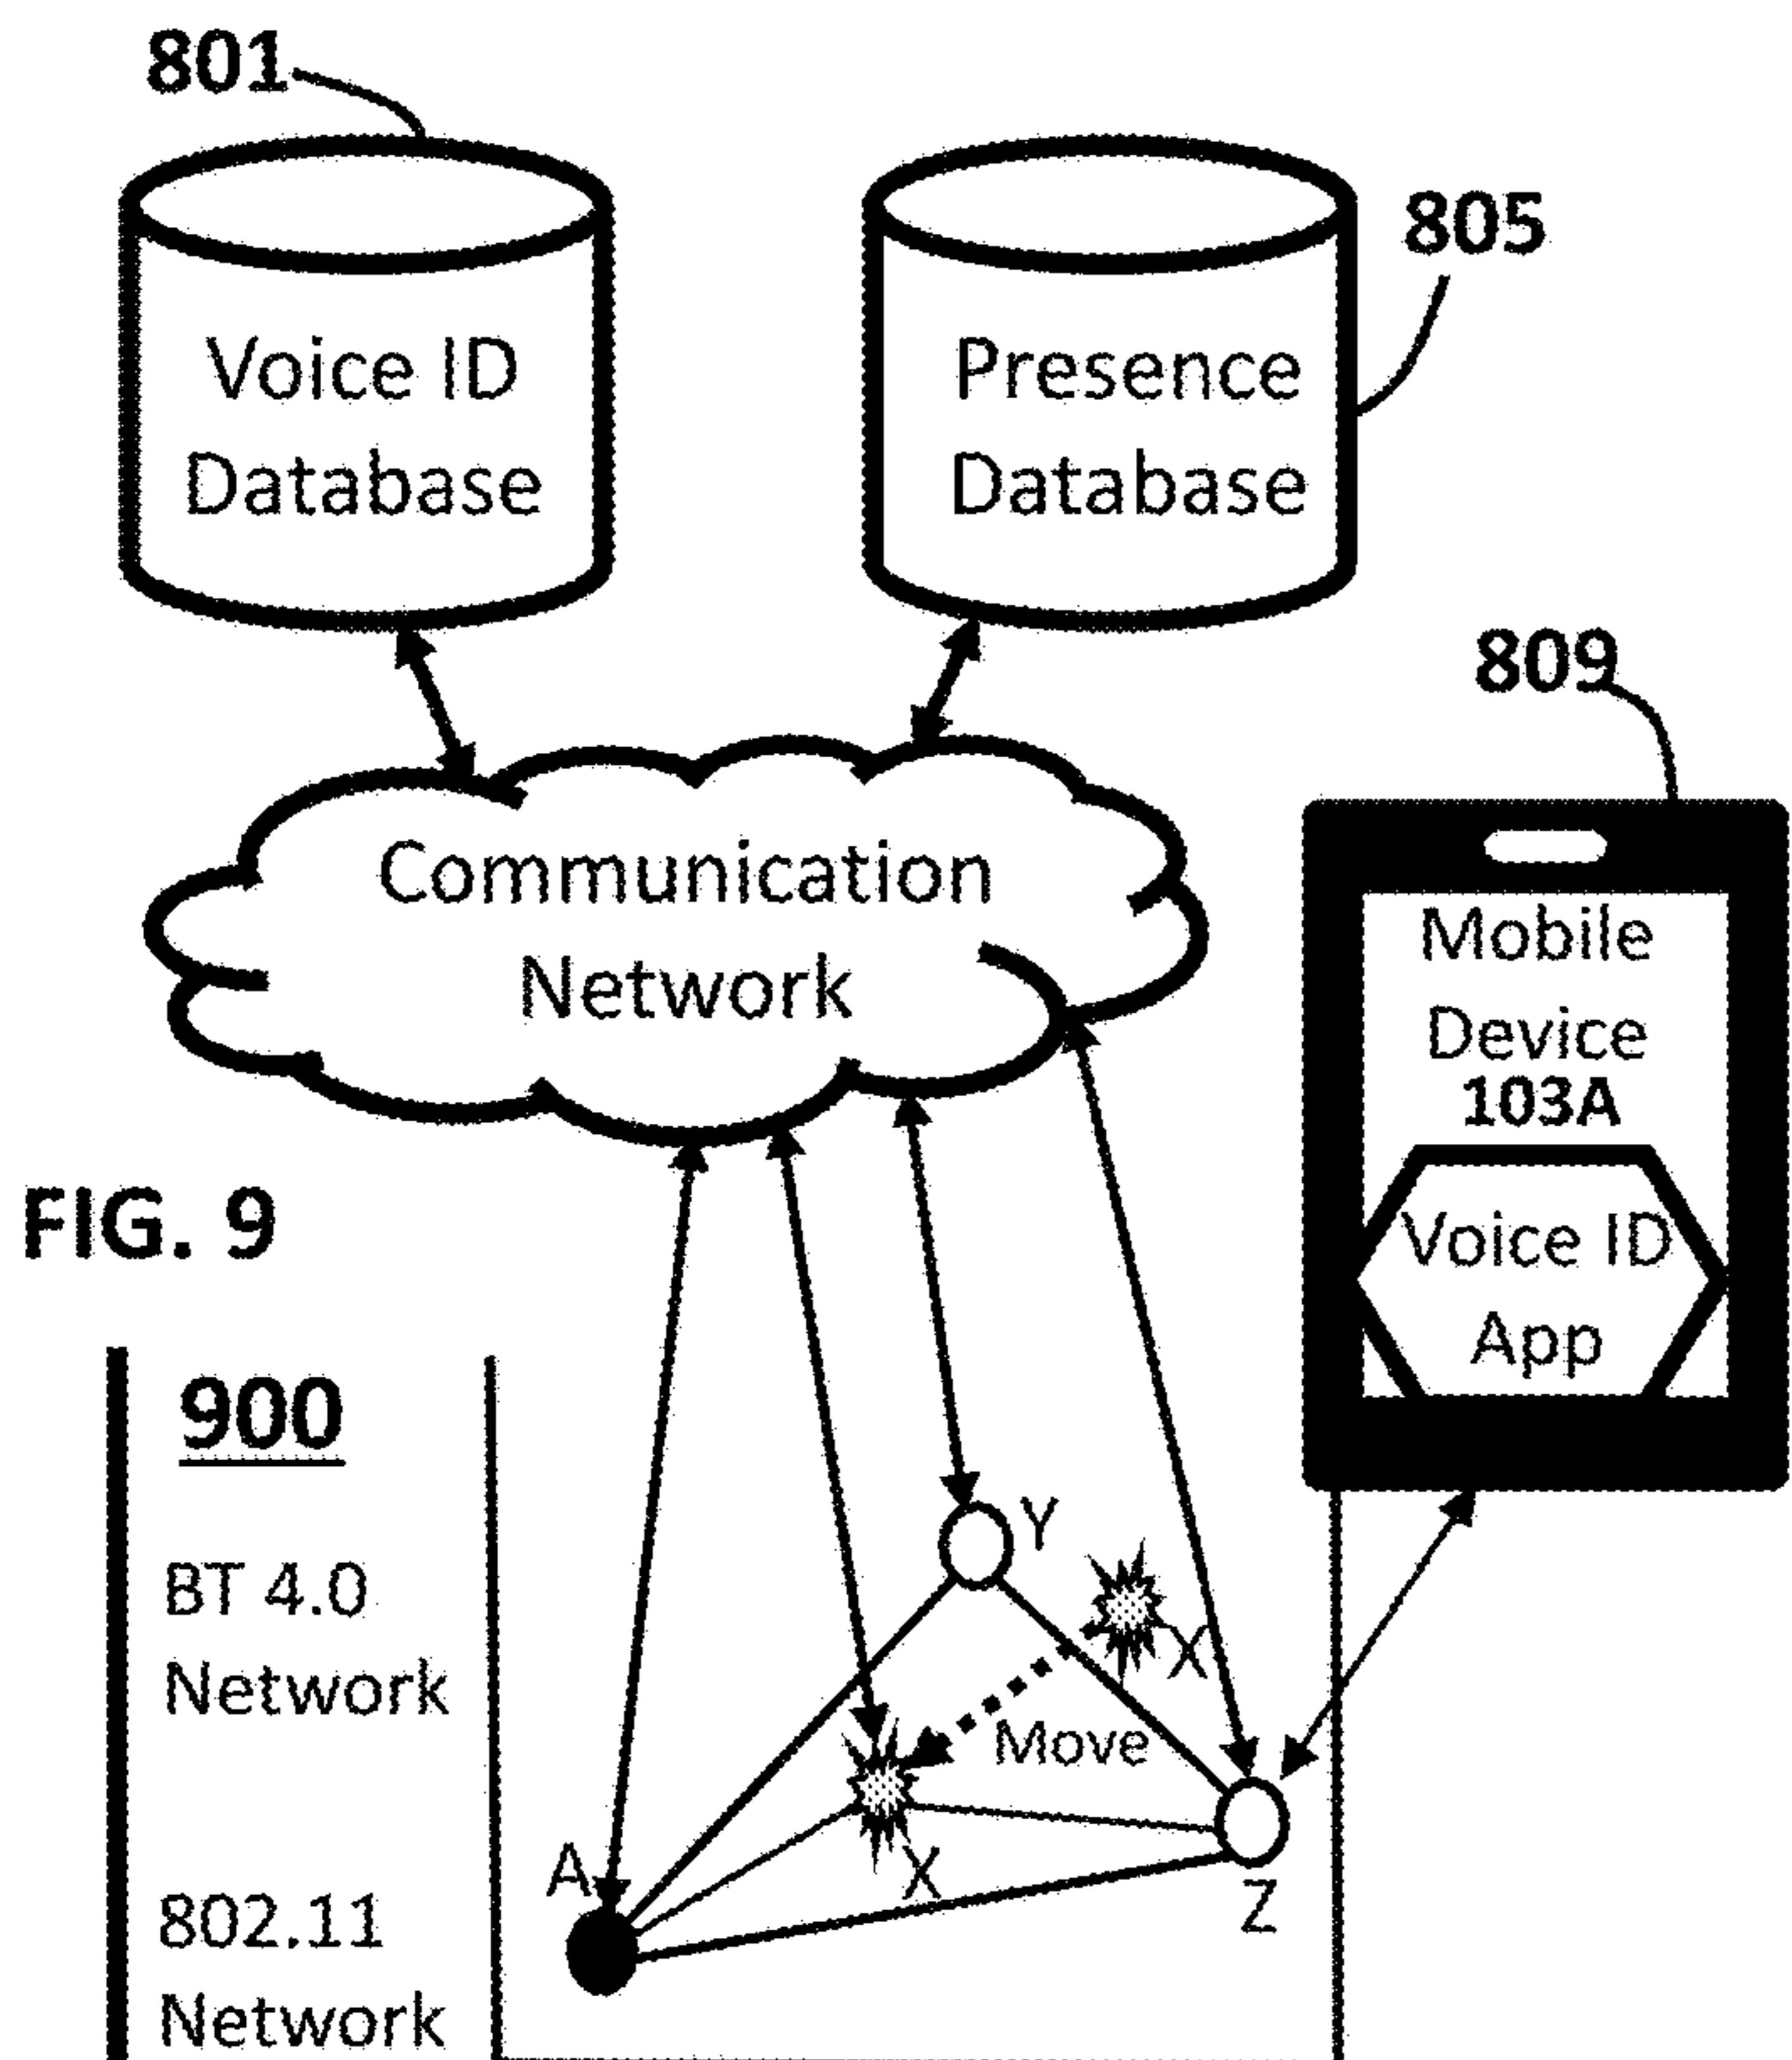 801
805
Voice ID
Database
Presence
Database
809
Communication
Network
Mobile
Device
103A
Voice ID
App
FIG. 9
900
BT 4.0
Network
802.11
Network
Y
X
Move
X
A
Z